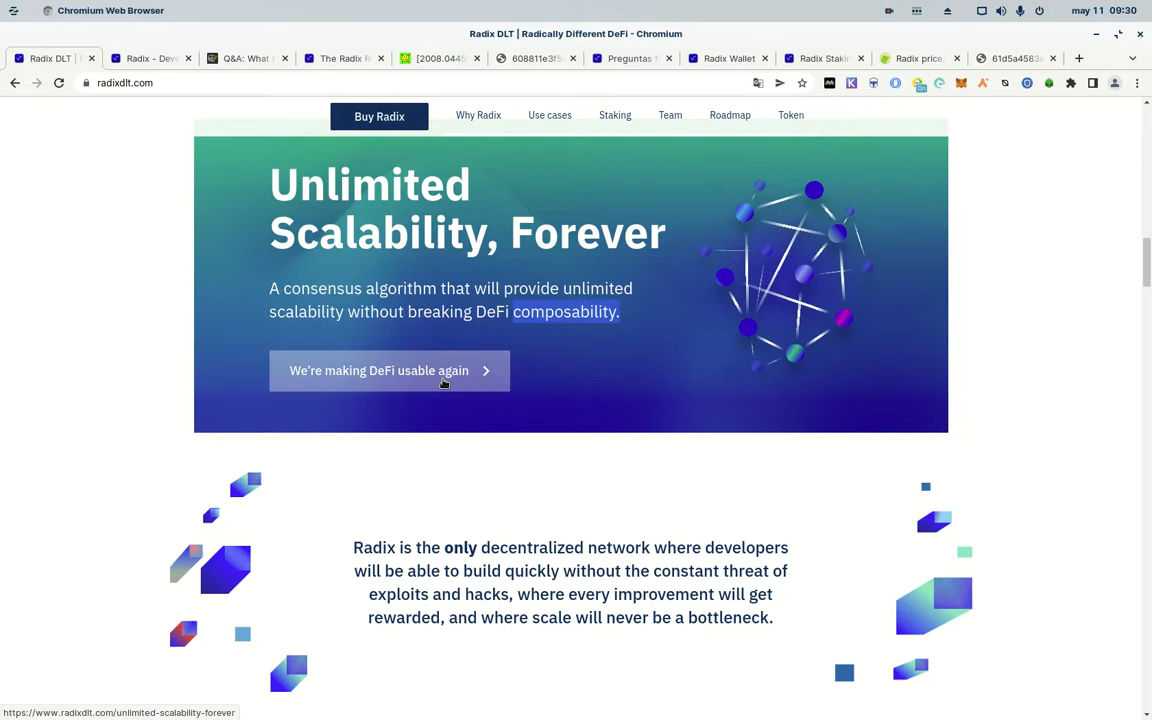 Chromium Web Browser
may 11 09:30
Radix DLT | Radically Different DeFi - Chromium
Radix DLT |
Radix - Deve
Q&A: What
The Radix R
[2008.0445
608811e3f5
Preguntas f
Radix Wallet
Radix Stakin
Radix price,
61d5a4583
radixdlt.com
Buy Radix
Why Radix
Use cases
Staking
Team
Roadmap
Token
Unlimited
Scalability, Forever
A consensus algorithm that will provide unlimited
scalability without breaking DeFi composability.
We’re making DeFi usable again
Radix is the only decentralized network where developers
will be able to build quickly without the constant threat of
exploits and hacks, where every improvement will get
rewarded, and where scale will never be a bottleneck.
https://www.radixdlt.com/unlimited-scalability-forever